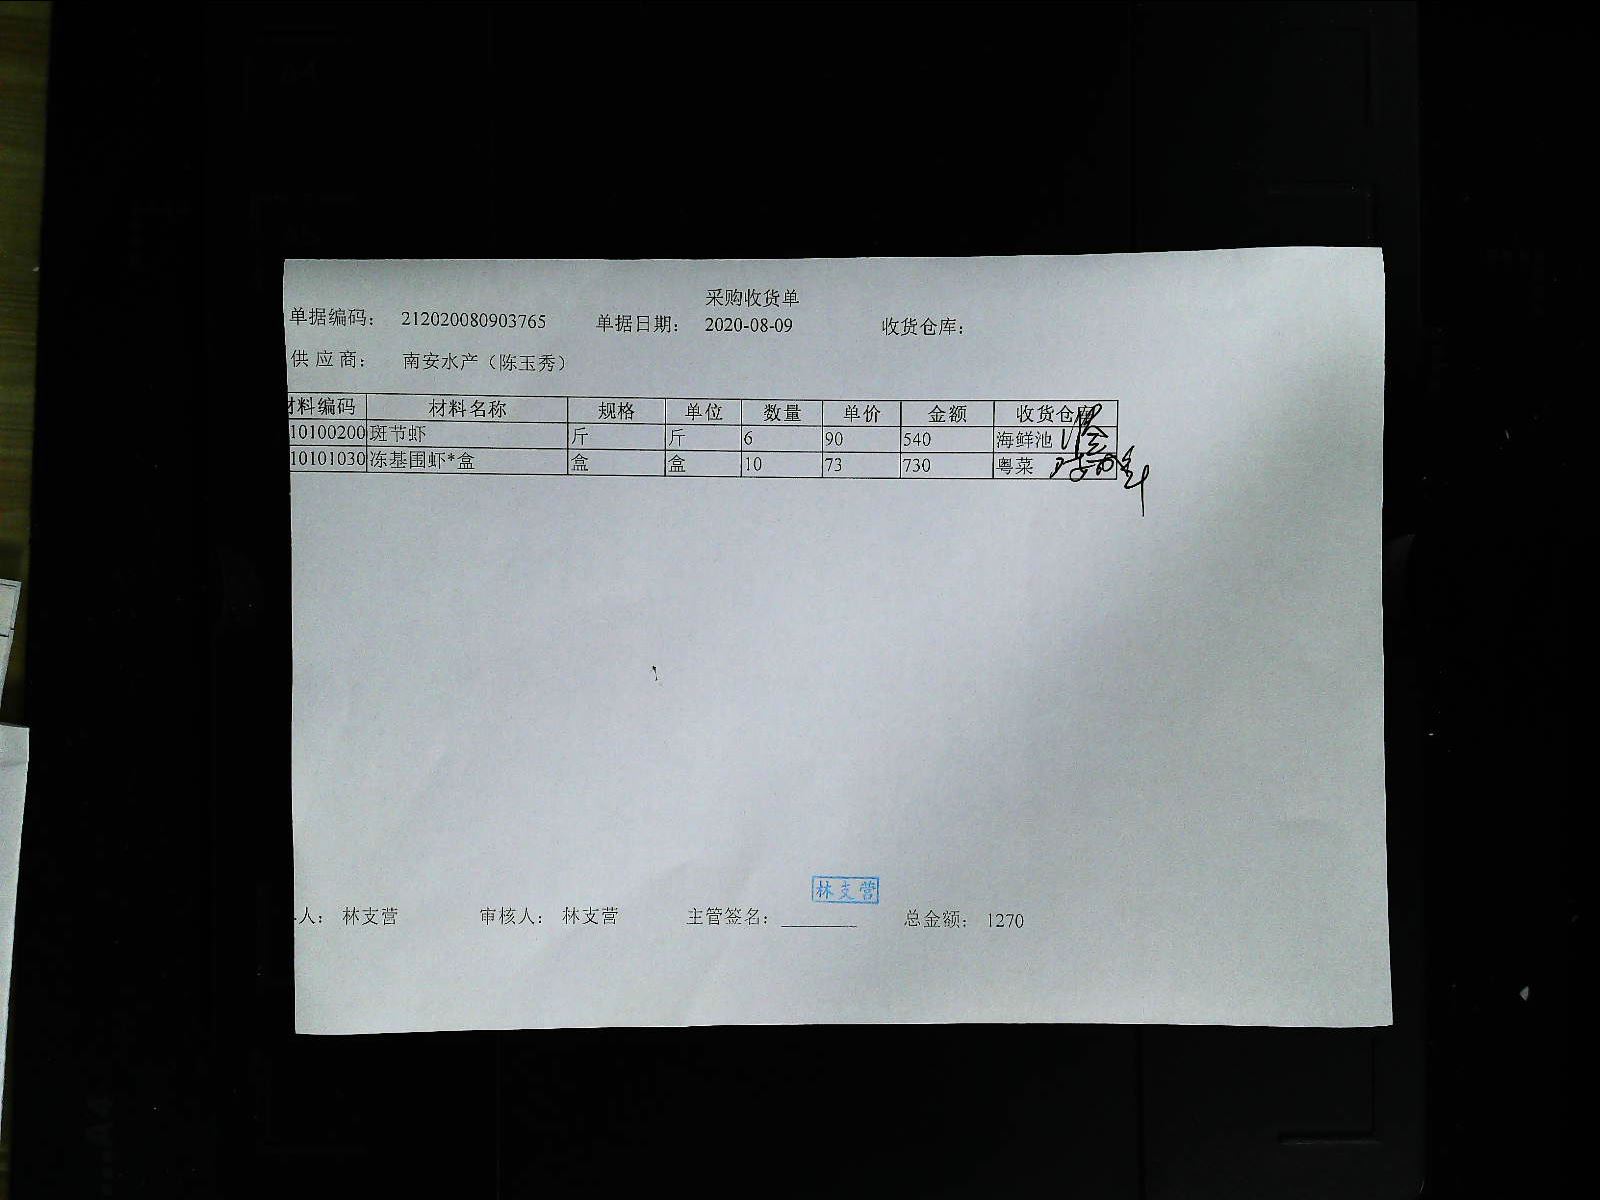 采购收货单
单据编码: 212020080903765 单据日期: 2020-08-09 收货仓库:
供应商: 南安水产（陈玉秀）
材料编码 材料名称 规格 单位 数量 单价 金额 收货仓库
10100200 斑节虾 斤 斤 6 90 540 海鲜池
10101030 冻基围虾*盒 盒 盒 10 73 730 粤菜
林支营
人: 林支营 审核人: 林支营 主管签名: 总金额: 1270